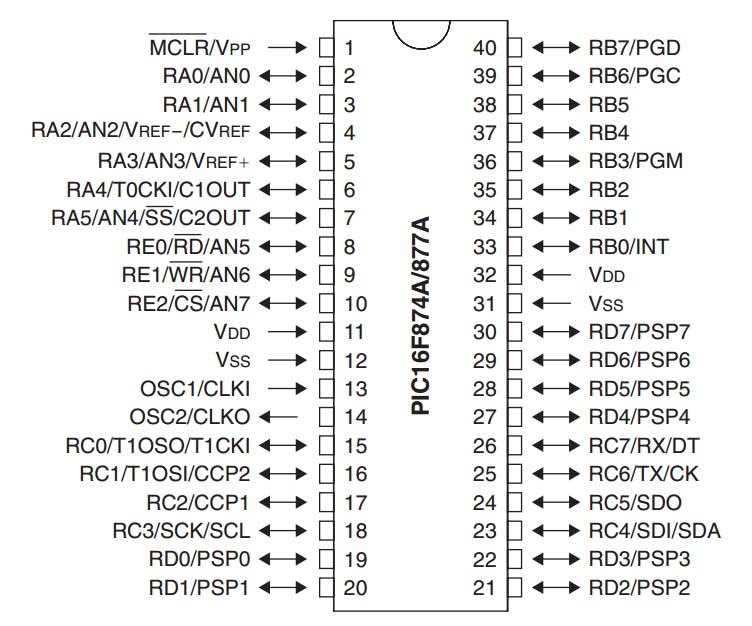 MCLR/VPP 1 40 RB7/PGD
RA0/AN0 2 39 RB6/PGC
RA1/AN1 3 38 RB5
RA2/AN2/VREF-/CVREF 4 37 RB4
RA3/AN3/VREF+ 5 36 RB3/PGM
RA4/T0CKI/C1OUT 6 35 RB2
RA5/AN4/SS/C2OUT 7 34 RB1
RE0/RD/AN5 8 33 RB0/INT
RE1/WR/AN6 9 32 VDD
RE2/CS/AN7 10 31 VSS
VDD 11 30 RD7/PSP7
VSS 12 29 RD6/PSP6
OSC1/CLKI 13 28 RD5/PSP5
OSC2/CLKO 14 27 RD4/PSP4
RC0/T1OSO/T1CKI 15 26 RC7/RX/DT
RC1/T1OSI/CCP2 16 25 RC6/TX/CK
RC2/CCP1 17 24 RC5/SDO
RC3/SCK/SCL 18 23 RC4/SDI/SDA
RD0/PSP0 19 22 RD3/PSP3
RD1/PSP1 20 21 RD2/PSP2
PIC16F874A/877A